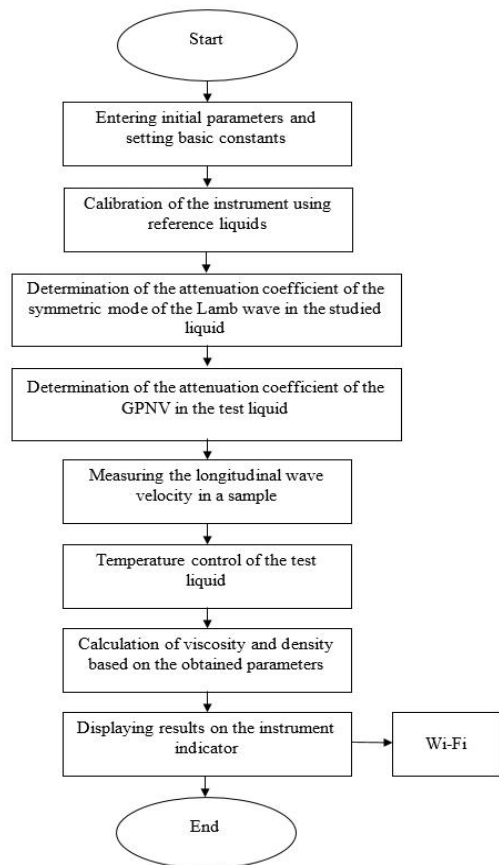 Start
Entering initial parameters and
setting basic constants
Calibration of the instrument using
reference liquids
Determination of the attenuation coefficient of the
symmetric mode of the Lamb wave in the studied
liquid
Determination of the attenuation coefficient of the
GPNV in the test liquid
Measuring the longitudinal wave
velocity in a sample
Temperature control of the test
liquid
Calculation of viscosity and density
based on the obtained parameters
Displaying results on the instrument
indicator
Wi-Fi
End